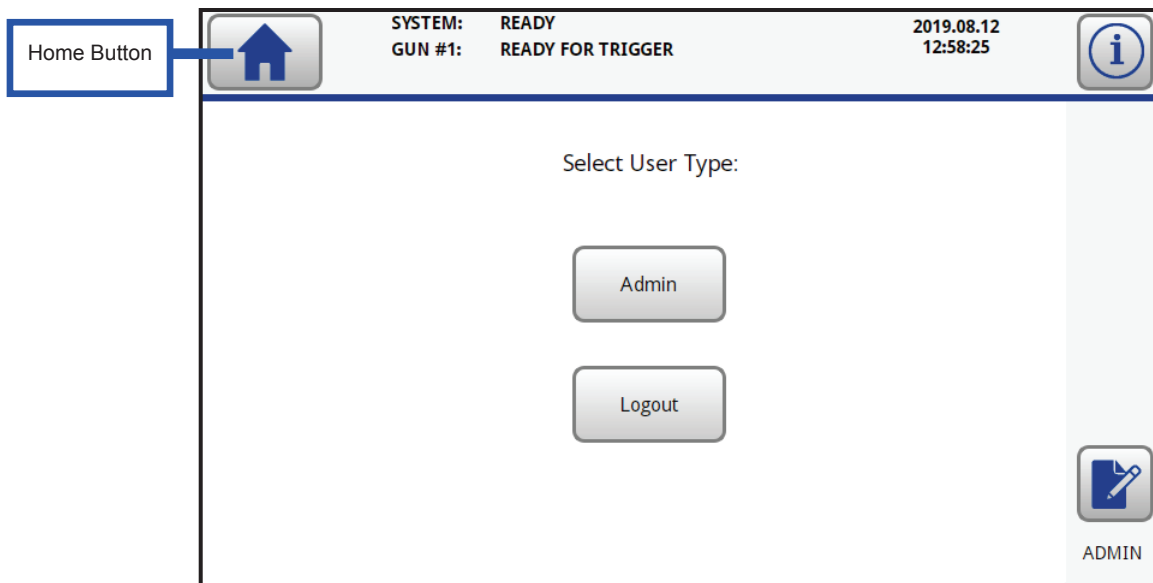 Home Button
SYSTEM: READY
GUN #1: READY FOR TRIGGER
2019.08.12
12:58:25
i
Select User Type:
Admin
Logout
ADMIN